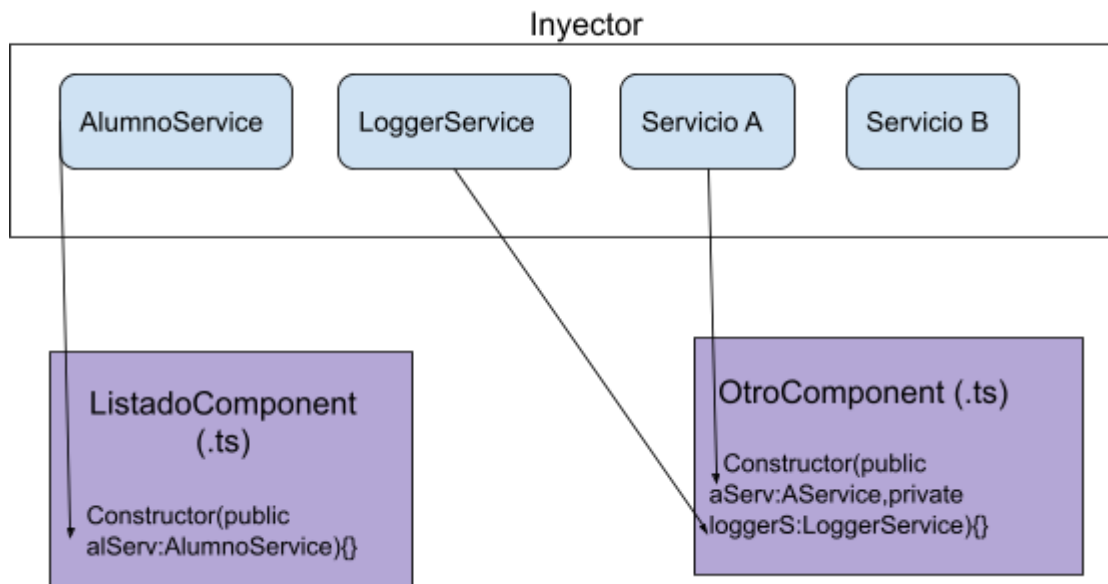 Inyector
AlumnoService
LoggerService
Servicio A
Servicio B
ListadoComponent
(.ts)
Constructor(public
alServ:AlumnoService){}
OtroComponent (.ts)
Constructor(public
aServ:AService,private
loggerS:LoggerService){}